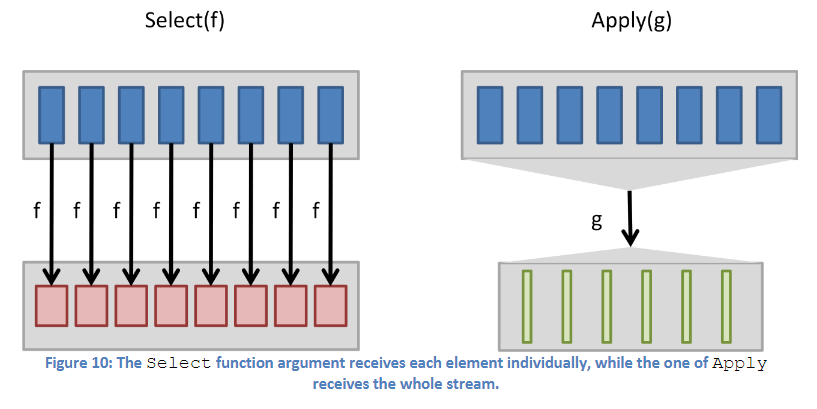 Select(f)
Apply(g)
f f f f f f f f
g
Figure 10: The Select function argument receives each element individually, while the one of Apply
receives the whole stream.